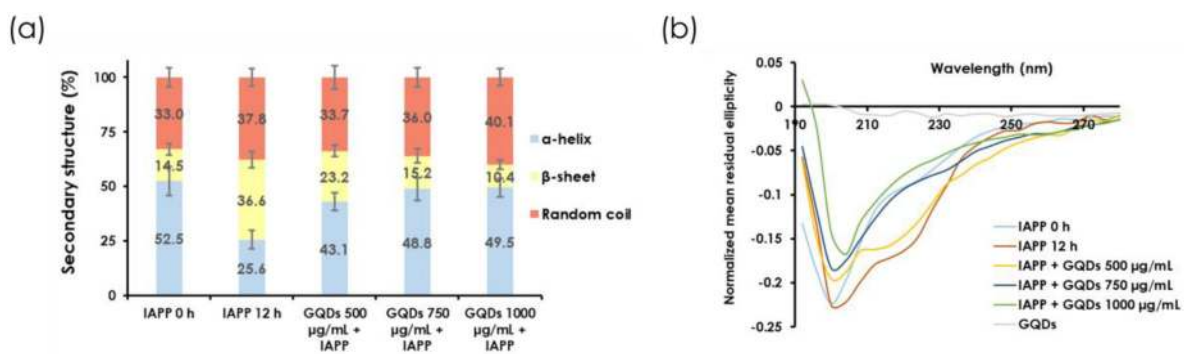 (a)
Secondary structure (%)
100
75
50
25
0
33.0
14.5
52.5
37.8
36.6
25.6
33.7
23.2
43.1
36.0
15.2
48.8
40.1
10.4
49.5
IAPP 0 h
IAPP 12 h
GQDs 500
µg/mL +
IAPP
GQDs 750
µg/mL +
IAPP
GQDs 1000
µg/mL +
IAPP
α-helix
β-sheet
Random coil
(b)
Normalized mean residual ellipticity
Wavelength (nm)
0.05
0
-0.05
-0.1
-0.15
-0.2
-0.25
190
210
230
250
270
IAPP 0 h
IAPP 12 h
IAPP + GQDs 500 µg/mL
IAPP + GQDs 750 µg/mL
IAPP + GQDs 1000 µg/mL
GQDs